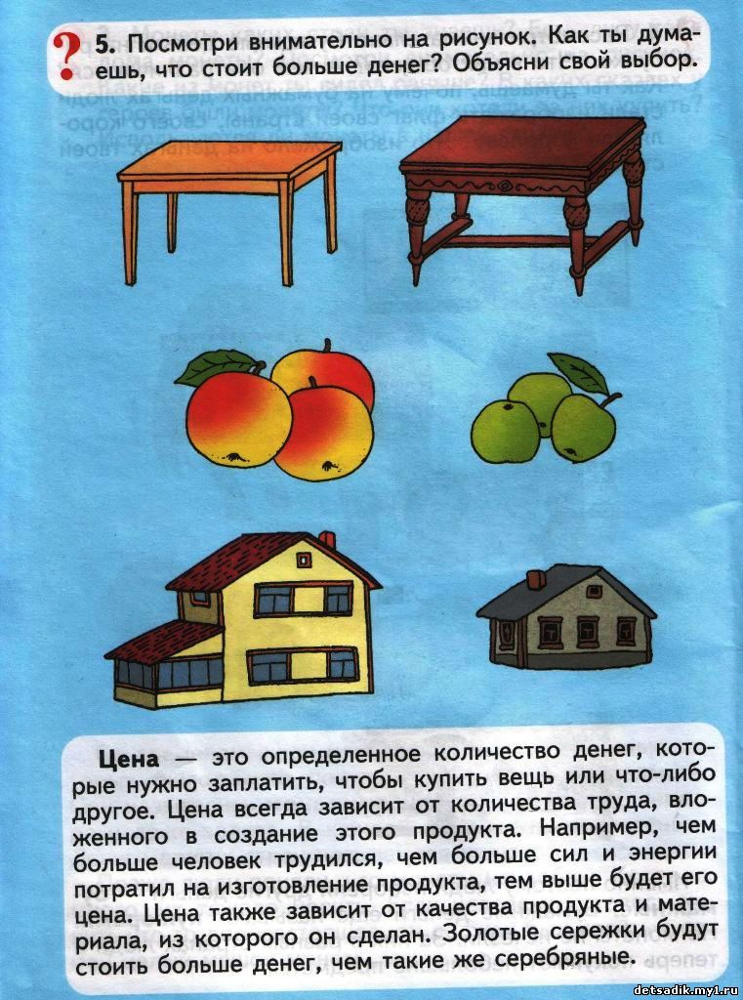 ? 5. Посмотри внимательно на рисунок. Как ты дума-
ешь, что стоит больше денег? Объясни свой выбор.
Цена — это определенное количество денег, кото-
рые нужно заплатить, чтобы купить вещь или что-либо
другое. Цена всегда зависит от количества труда, вло-
женного в создание этого продукта. Например, чем
больше человек трудился, чем больше сил и энергии
потратил на изготовление продукта, тем выше будет его
цена. Цена также зависит от качества продукта и мате-
риала, из которого он сделан. Золотые сережки будут
стоить больше денег, чем такие же серебряные.
detsadik.my1.ru